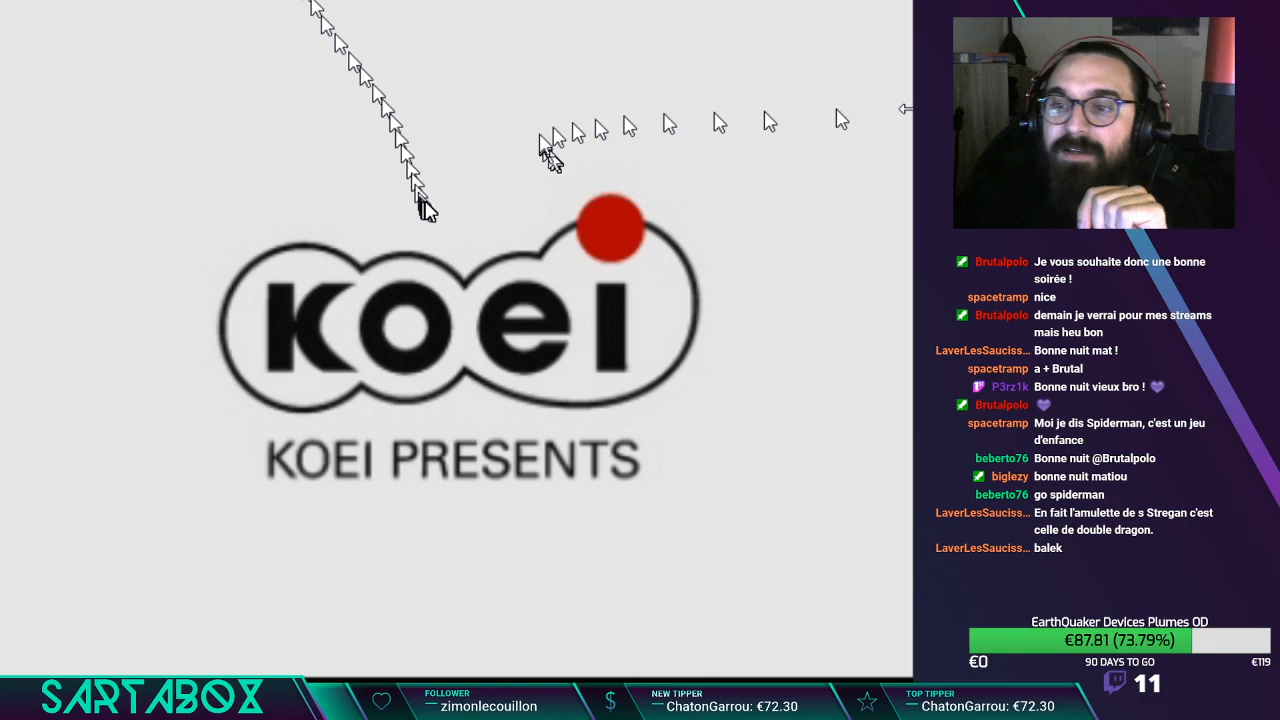 koei
KOEI PRESENTS
Brutalpolo Je vous souhaite donc une bonne
soirée !
spacetramp nice
Brutalpolo demain je verrai pour mes streams
mais heu bon
LaverLesSauciss... Bonne nuit mat !
spacetramp a + Brutal
P3rz1k Bonne nuit vieux bro !
Brutalpolo
spacetramp Moi je dis Spiderman, c'est un jeu
d'enfance
beberto76 Bonne nuit @Brutalpolo
biglezy bonne nuit matiou
beberto76 go spiderman
LaverLesSauciss... En fait l'amulette de s Stregan c'est
celle de double dragon.
LaverLesSauciss... balek
EarthQuaker Devices Plumes OD
€87.81 (73.79%)
€0 90 DAYS TO GO €119
11
SARTABOX
FOLLOWER
zimonlecouillon
$
NEW TIPPER
ChatonGarrou: €72.30
TOP TIPPER
ChatonGarrou: €72.30